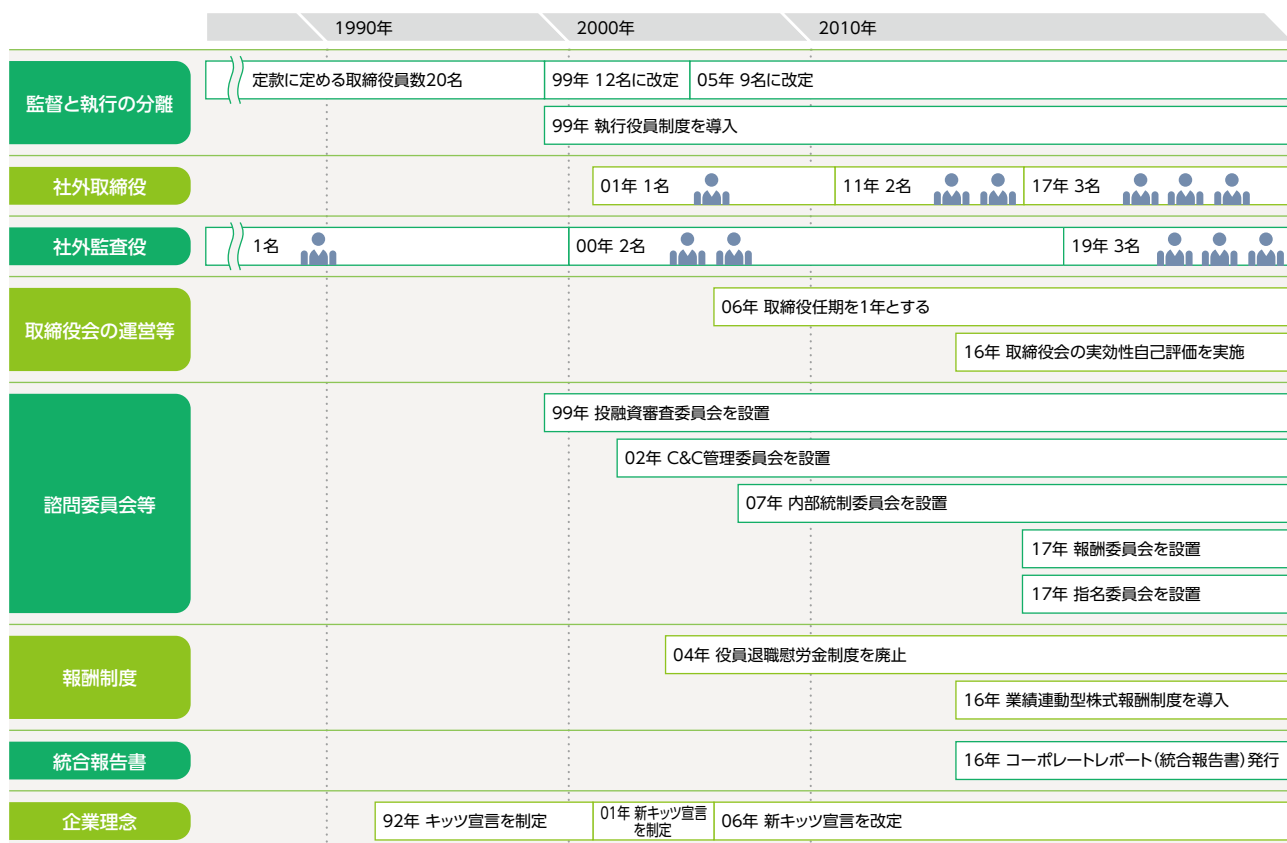 1990年
2000年
2010年
監督と執行の分離
定款に定める取締役員数20名
99年 12名に改定
05年 9名に改定
99年 執行役員制度を導入
社外取締役
01年 1名
11年 2名
17年 3名
社外監査役
1名
00年 2名
19年 3名
取締役会の運営等
06年 取締役任期を1年とする
16年 取締役会の実効性自己評価を実施
諮問委員会等
99年 投融資審査委員会を設置
02年 C&C管理委員会を設置
07年 内部統制委員会を設置
17年 報酬委員会を設置
17年 指名委員会を設置
報酬制度
04年 役員退職慰労金制度を廃止
16年 業績連動型株式報酬制度を導入
統合報告書
16年 コーポレートレポート(統合報告書)発行
企業理念
92年 キッツ宣言を制定
01年 新キッツ宣言
を制定
06年 新キッツ宣言を改定